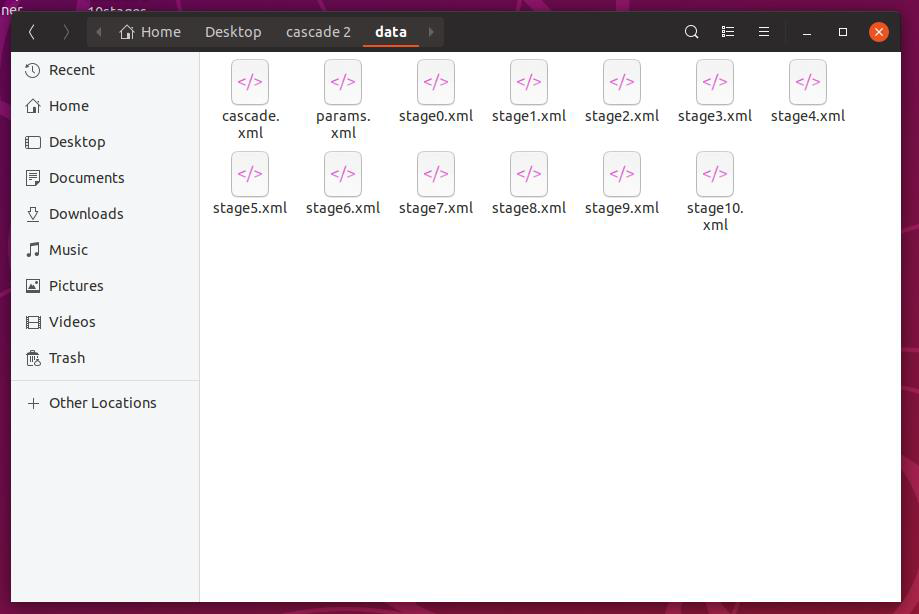 10stages
Home Desktop cascade 2 data
Recent
Home
Desktop
Documents
Downloads
Music
Pictures
Videos
Trash
Other Locations
</> </> </> </> </> </> </>
cascade. params. stage0.xml stage1.xml stage2.xml stage3.xml stage4.xml
xml xml
</> </> </> </> </> </>
stage5.xml stage6.xml stage7.xml stage8.xml stage9.xml stage10.
xml